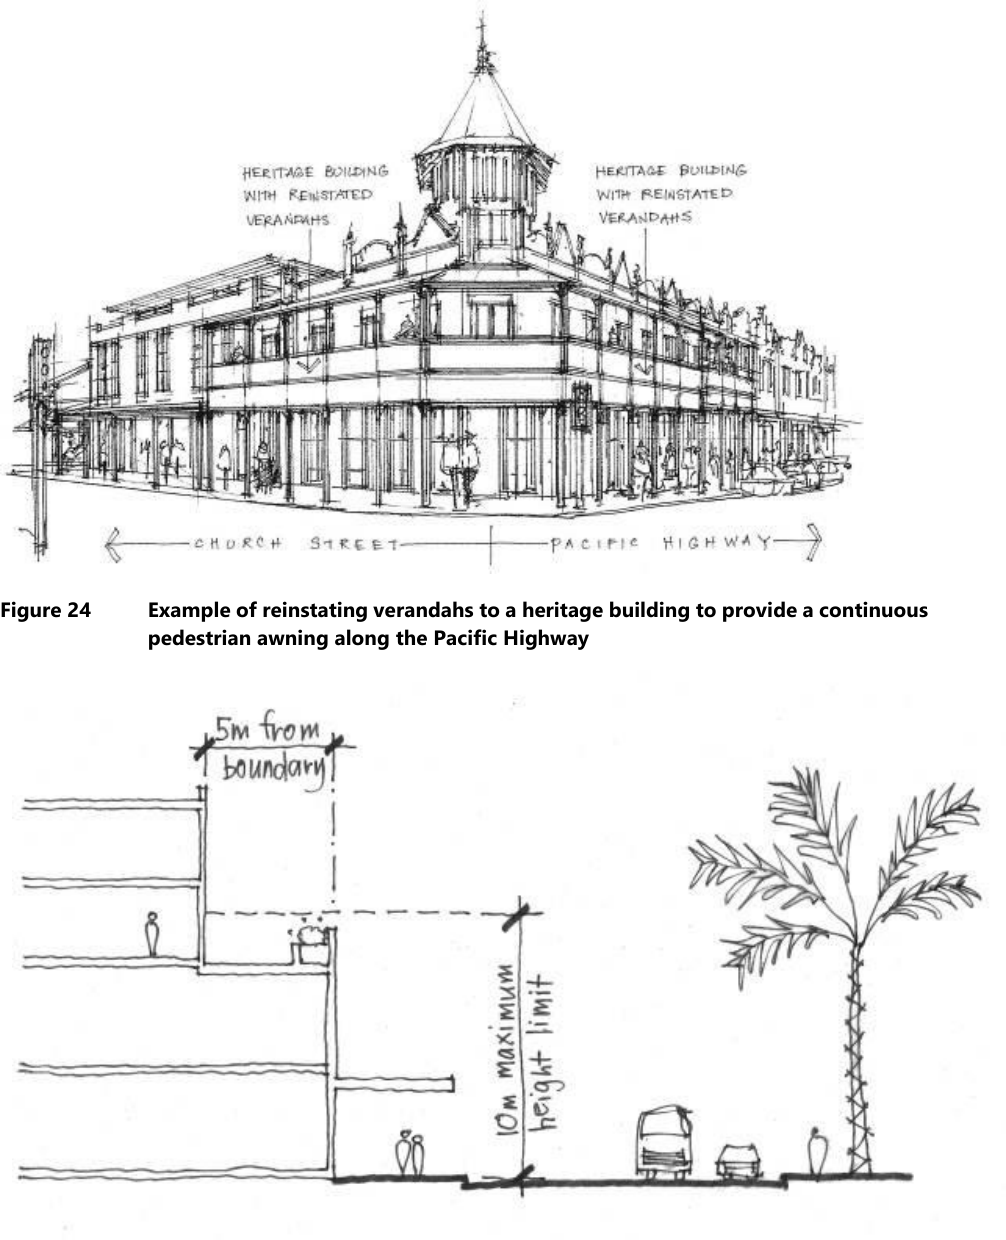 HERITAGE BUILDING
WITH REINSTATED
VERANDAHS
HERITAGE BUILDING
WITH REINSTATED
VERANDAHS
CHURCH STREET
PACIFIC HIGHWAY
Figure 24 Example of reinstating verandahs to a heritage building to provide a continuous
pedestrian awning along the Pacific Highway
5m from
boundary
10m maximum
height limit